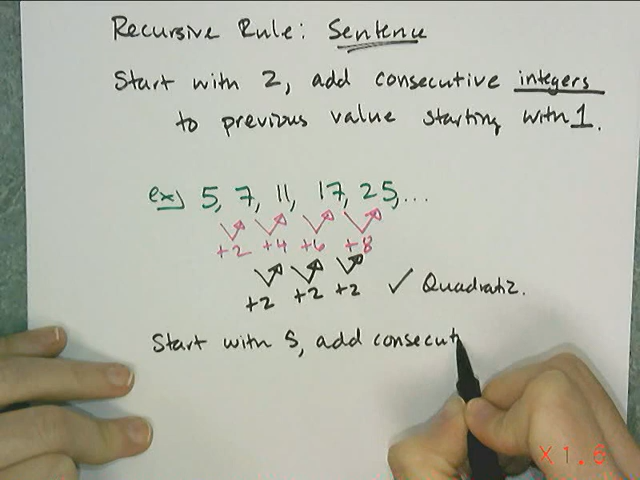 Recursive Rule: Sentence
Start with 2, add consecutive integers
to previous value starting with 1.
ex) 5, 7, 11, 17, 25, ...
+2 +4 +6 +8
+2 +2 +2 ✓ Quadratic.
Start with 5, add consecut
X1.6